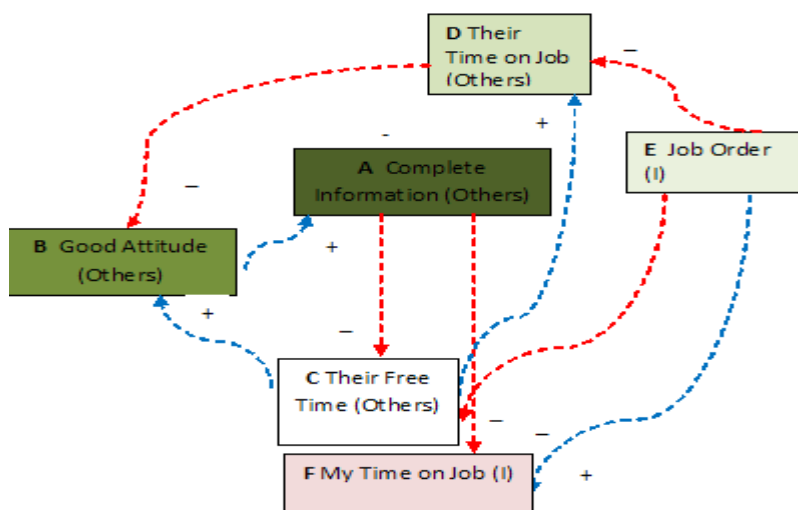 D Their
Time on Job
(Others)
–
+
-
A Complete
Information (Others)
E Job Order
(I)
–
B Good Attitude
(Others)
+
+
–
C Their Free
Time (Others)
–
–
F My Time on Job (I)
+